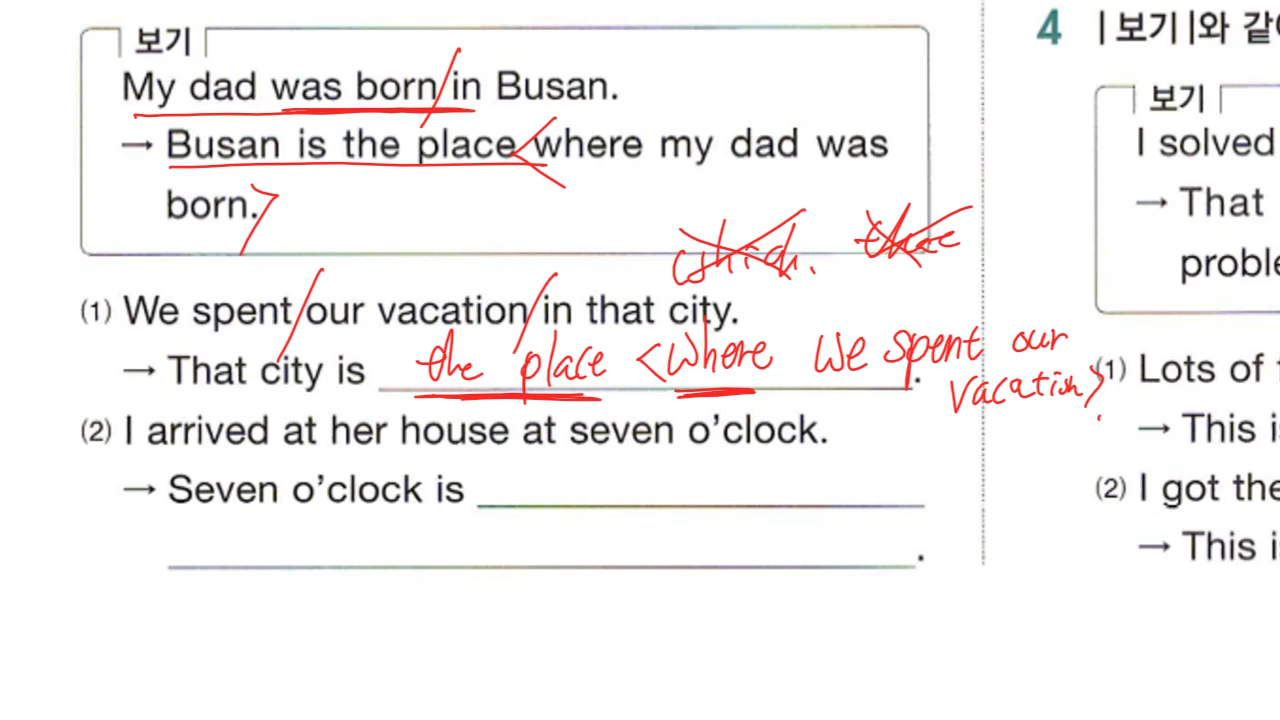 보기
My dad was born in Busan.
→ Busan is the place where my dad was
born.
which. that
(1) We spent our vacation in that city.
→ That city is the place <where we spent our
vacation>.
(2) I arrived at her house at seven o'clock.
→ Seven o'clock is
.
4 |보기|와 같이
보기
I solved
→ That
proble
(1) Lots of
→ This is
(2) I got the
→ This is